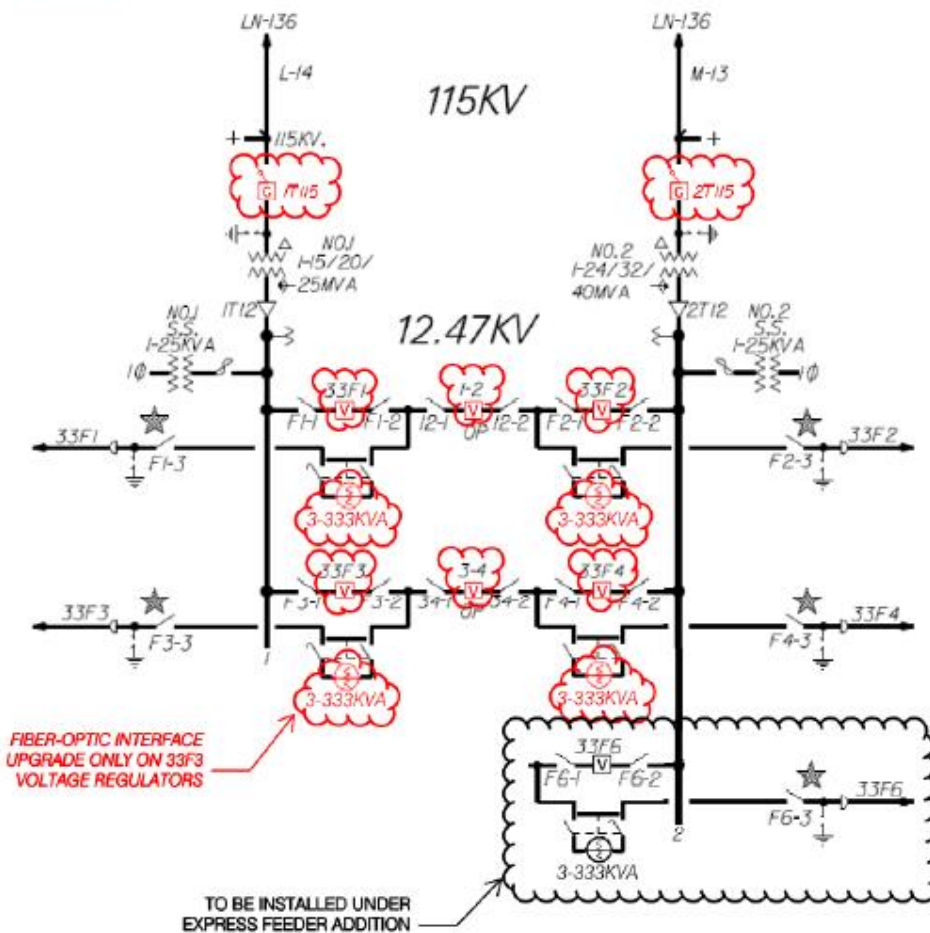 LN-136
LN-136
L-14
M-13
115KV
115KV.
1T115
2T115
G
G
NO.1
1-15/20/
25MVA
NO.2
1-24/32/
40MVA
1T12
2T12
12.47KV
NO.1
S.S.
1-25KVA
NO.2
S.S.
1-25KVA
1Φ
1Φ
33F1
1-2
33F2
V
V
V
F1-1
F1-2
12-1
OP
12-2
F2-1
F2-2
33F1
F1-3
F2-3
33F2
3-333KVA
3-333KVA
33F3
3-4
33F4
V
V
V
F3-1
F3-2
34-1
OP
34-2
F4-1
F4-2
33F3
F3-3
F4-3
33F4
1
3-333KVA
3-333KVA
FIBER-OPTIC INTERFACE
UPGRADE ONLY ON 33F3
VOLTAGE REGULATORS
33F6
V
F6-1
F6-2
33F6
F6-3
2
3-333KVA
TO BE INSTALLED UNDER
EXPRESS FEEDER ADDITION